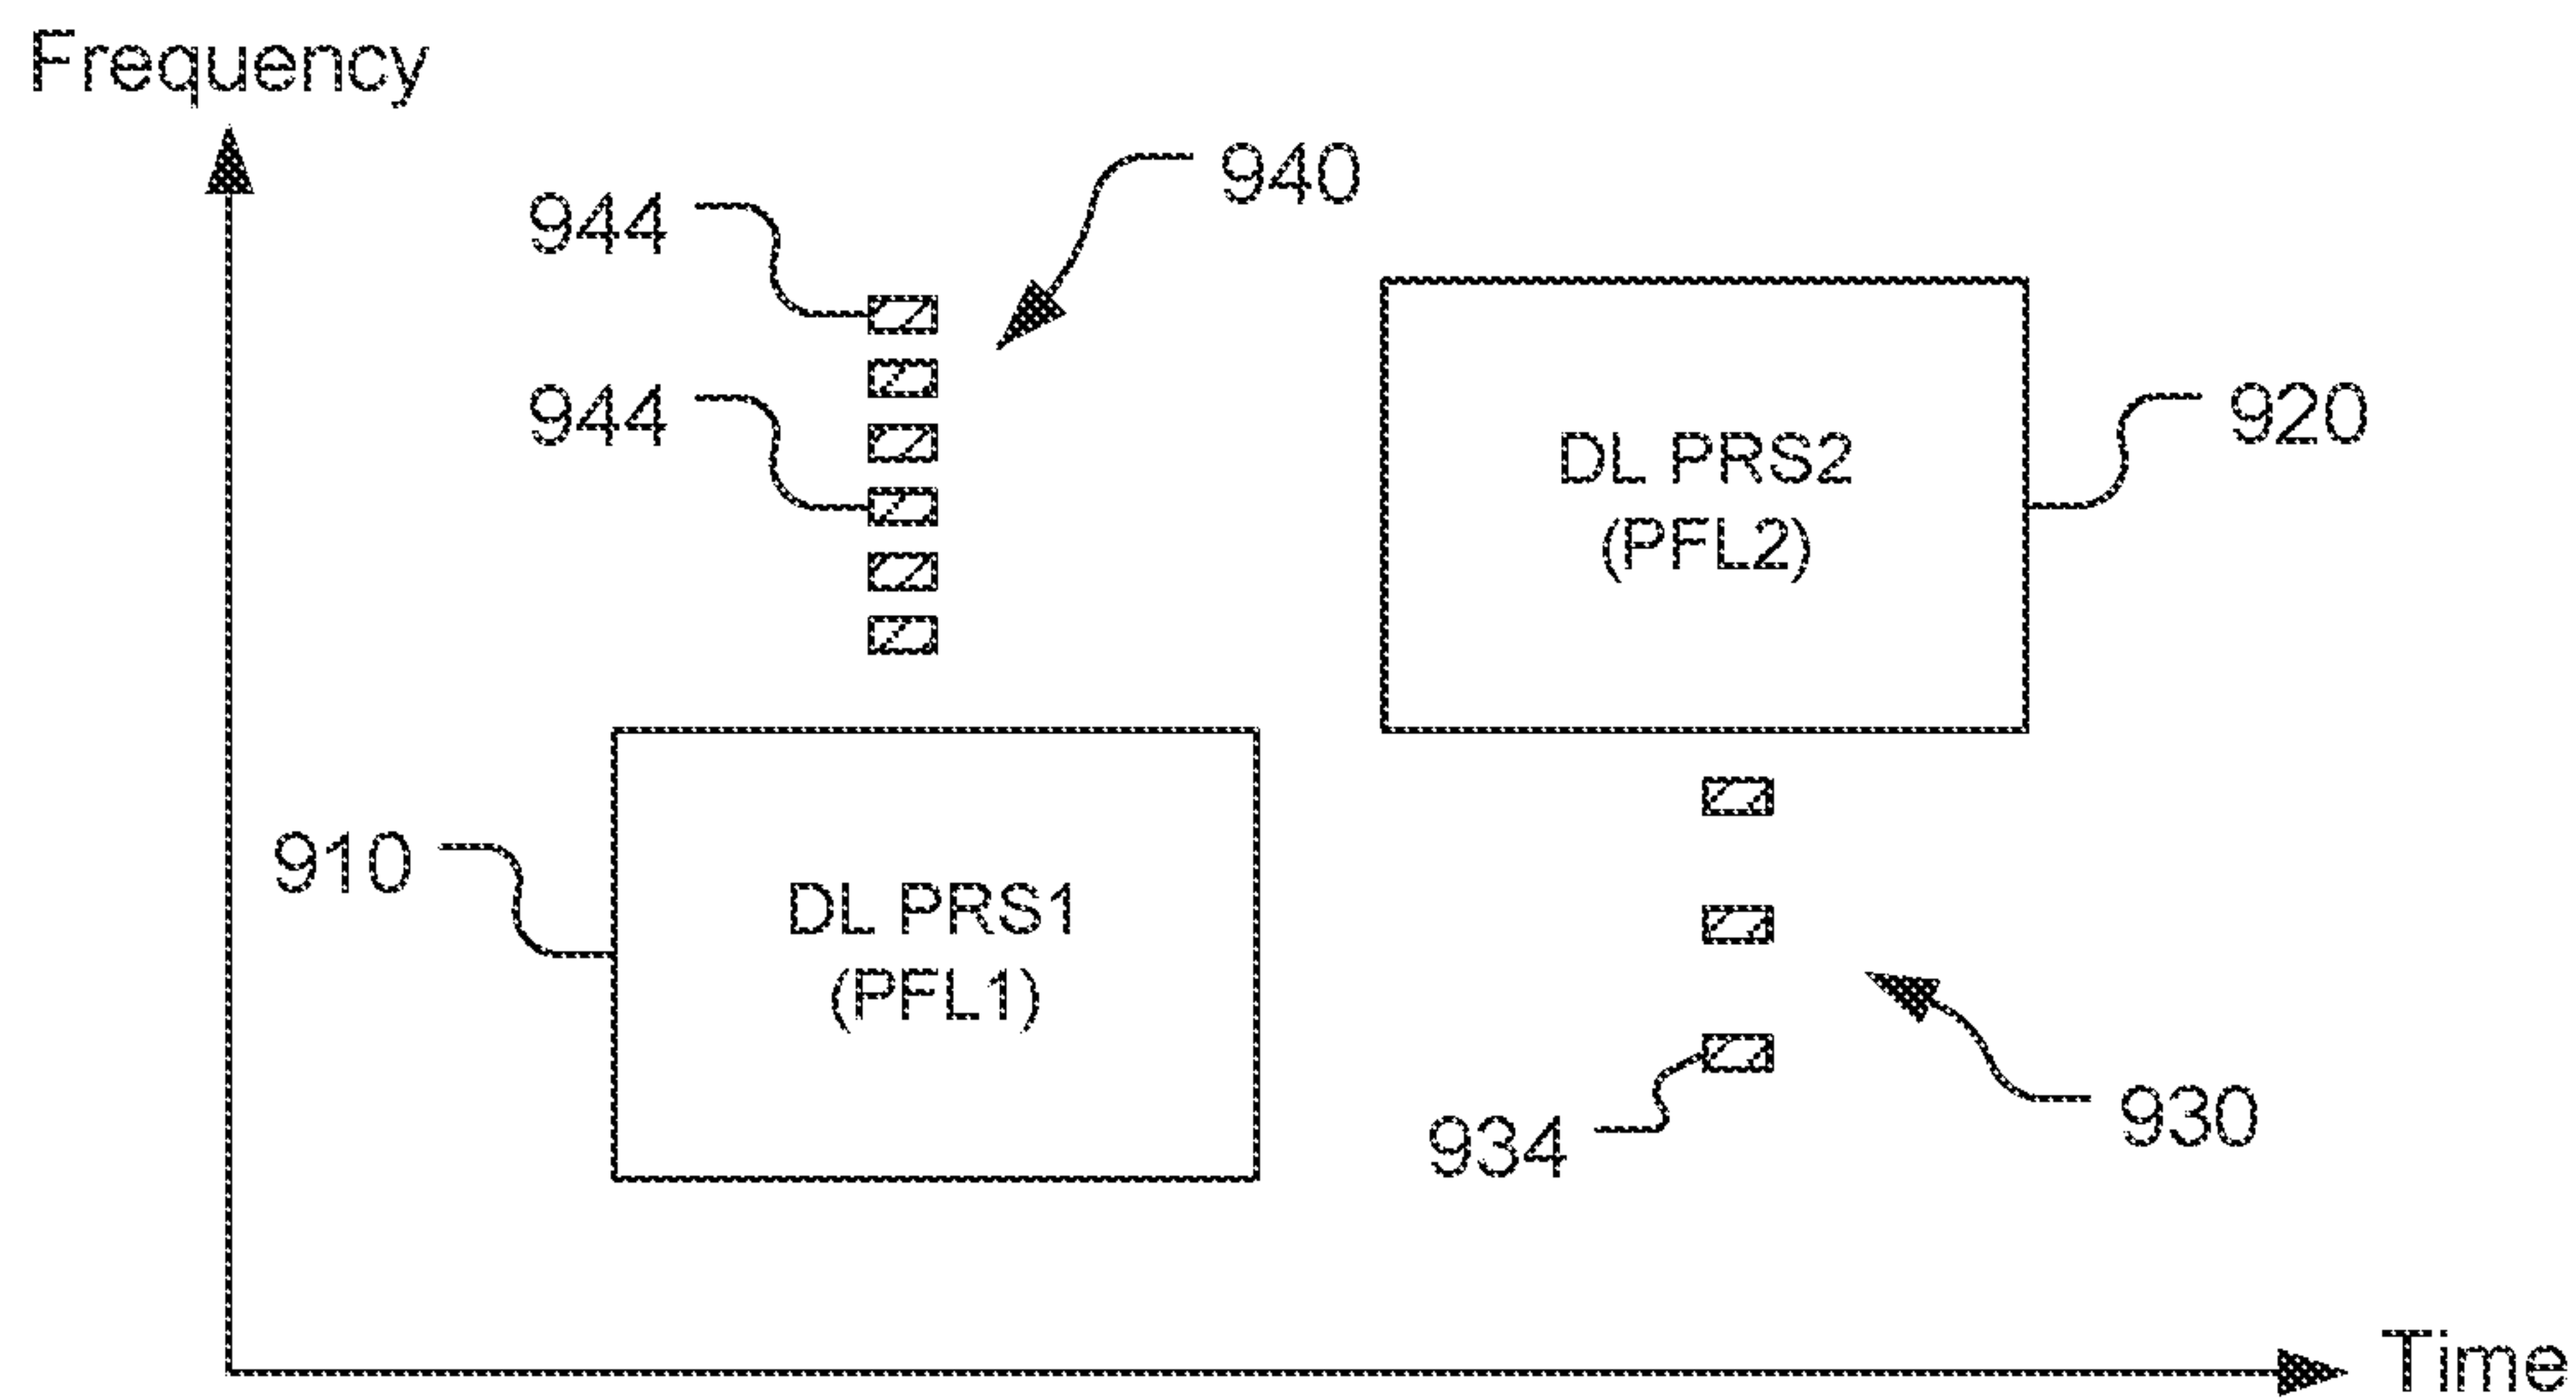 Frequency
940
944
944
920
DL PRS2
(PFL2)
910
DL PRS1
(PFL1)
934
930
Time